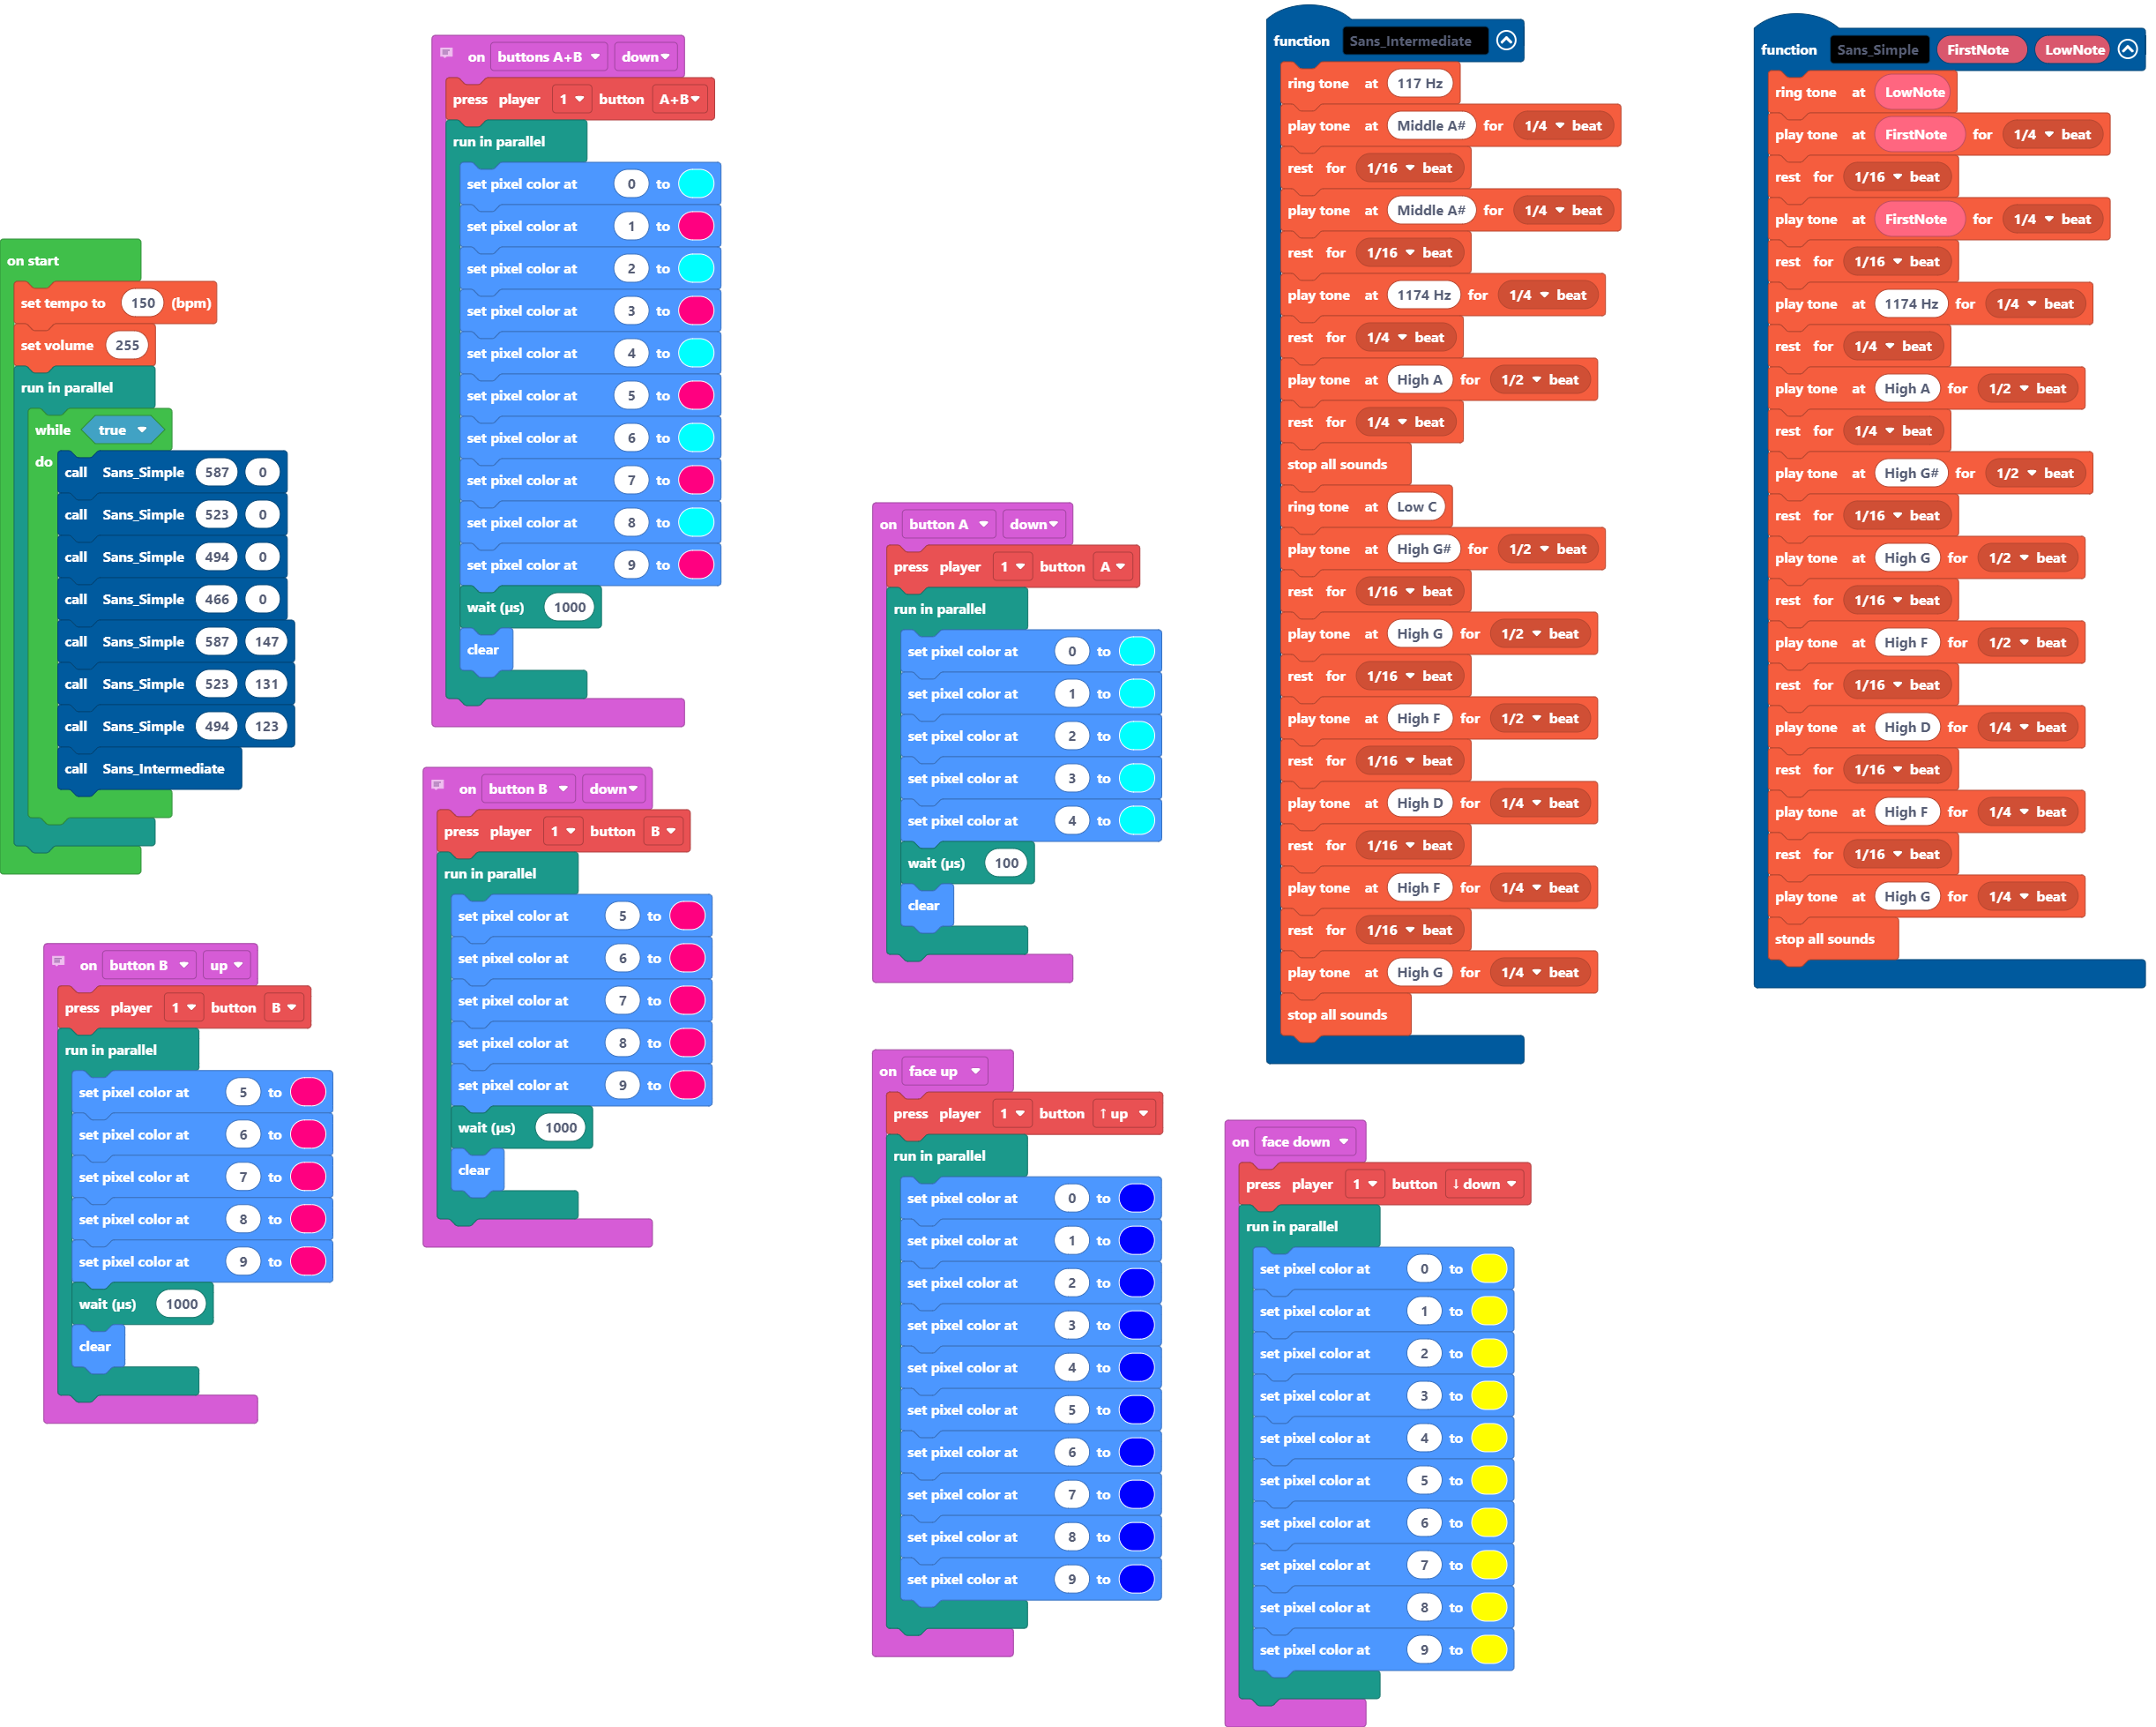 on start
set tempo to 150 (bpm)
set volume 255
run in parallel
while true
do
call Sans_Simple 587 0
call Sans_Simple 523 0
call Sans_Simple 494 0
call Sans_Simple 466 0
call Sans_Simple 587 147
call Sans_Simple 523 131
call Sans_Simple 494 123
call Sans_Intermediate
on button B up
press player 1 button B
run in parallel
set pixel color at 5 to
set pixel color at 6 to
set pixel color at 7 to
set pixel color at 8 to
set pixel color at 9 to
wait (µs) 1000
clear
on buttons A+B down
press player 1 button A+B
run in parallel
set pixel color at 0 to
set pixel color at 1 to
set pixel color at 2 to
set pixel color at 3 to
set pixel color at 4 to
set pixel color at 5 to
set pixel color at 6 to
set pixel color at 7 to
set pixel color at 8 to
set pixel color at 9 to
wait (µs) 1000
clear
on button B down
press player 1 button B
run in parallel
set pixel color at 5 to
set pixel color at 6 to
set pixel color at 7 to
set pixel color at 8 to
set pixel color at 9 to
wait (µs) 1000
clear
on button A down
press player 1 button A
run in parallel
set pixel color at 0 to
set pixel color at 1 to
set pixel color at 2 to
set pixel color at 3 to
set pixel color at 4 to
wait (µs) 100
clear
on face up
press player 1 button ↑ up
run in parallel
set pixel color at 0 to
set pixel color at 1 to
set pixel color at 2 to
set pixel color at 3 to
set pixel color at 4 to
set pixel color at 5 to
set pixel color at 6 to
set pixel color at 7 to
set pixel color at 8 to
set pixel color at 9 to
function Sans_Intermediate
ring tone at 117 Hz
play tone at Middle A# for 1/4 beat
rest for 1/16 beat
play tone at Middle A# for 1/4 beat
rest for 1/16 beat
play tone at 1174 Hz for 1/4 beat
rest for 1/4 beat
play tone at High A for 1/2 beat
rest for 1/4 beat
stop all sounds
ring tone at Low C
play tone at High G# for 1/2 beat
rest for 1/16 beat
play tone at High G for 1/2 beat
rest for 1/16 beat
play tone at High F for 1/2 beat
rest for 1/16 beat
play tone at High D for 1/4 beat
rest for 1/16 beat
play tone at High F for 1/4 beat
rest for 1/16 beat
play tone at High G for 1/4 beat
stop all sounds
on face down
press player 1 button ↓ down
run in parallel
set pixel color at 0 to
set pixel color at 1 to
set pixel color at 2 to
set pixel color at 3 to
set pixel color at 4 to
set pixel color at 5 to
set pixel color at 6 to
set pixel color at 7 to
set pixel color at 8 to
set pixel color at 9 to
function Sans_Simple FirstNote LowNote
ring tone at LowNote
play tone at FirstNote for 1/4 beat
rest for 1/16 beat
play tone at FirstNote for 1/4 beat
rest for 1/16 beat
play tone at 1174 Hz for 1/4 beat
rest for 1/4 beat
play tone at High A for 1/2 beat
rest for 1/4 beat
play tone at High G# for 1/2 beat
rest for 1/16 beat
play tone at High G for 1/2 beat
rest for 1/16 beat
play tone at High F for 1/2 beat
rest for 1/16 beat
play tone at High D for 1/4 beat
rest for 1/16 beat
play tone at High F for 1/4 beat
rest for 1/16 beat
play tone at High G for 1/4 beat
stop all sounds